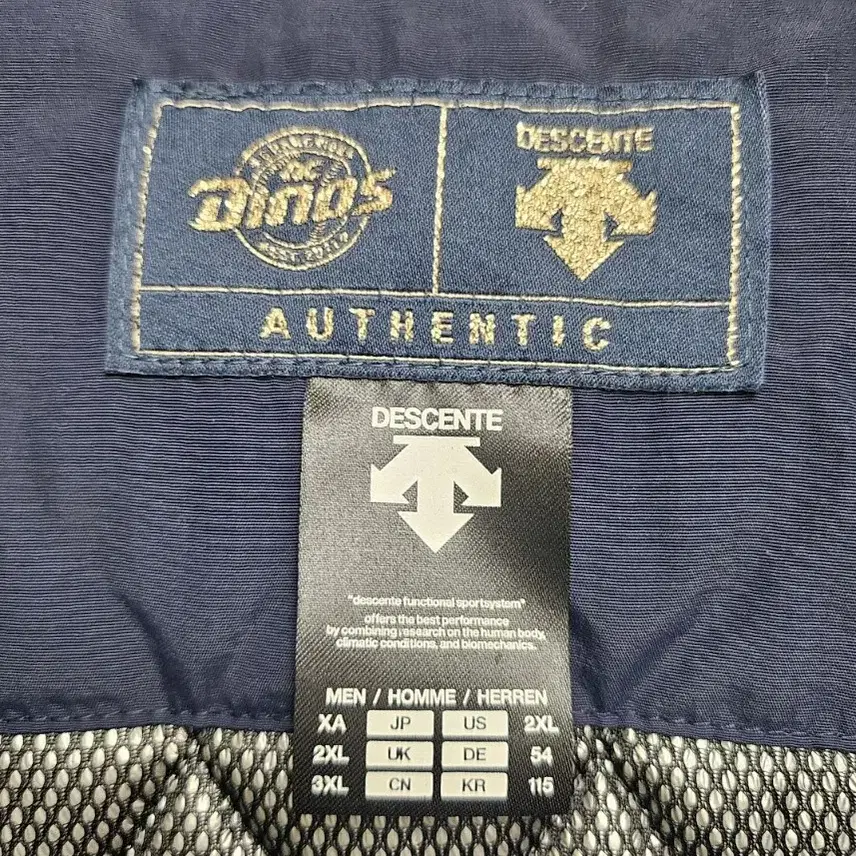 NC
DINOS
DESCENTE
AUTHENTIC
DESCENTE
"descente functional sportsystem"
offers the best performance
by combining research on the human body,
climatic conditions, and biomechanics.
MEN / HOMME / HERREN
XA JP US 2XL
2XL UK DE 54
3XL CN KR 115